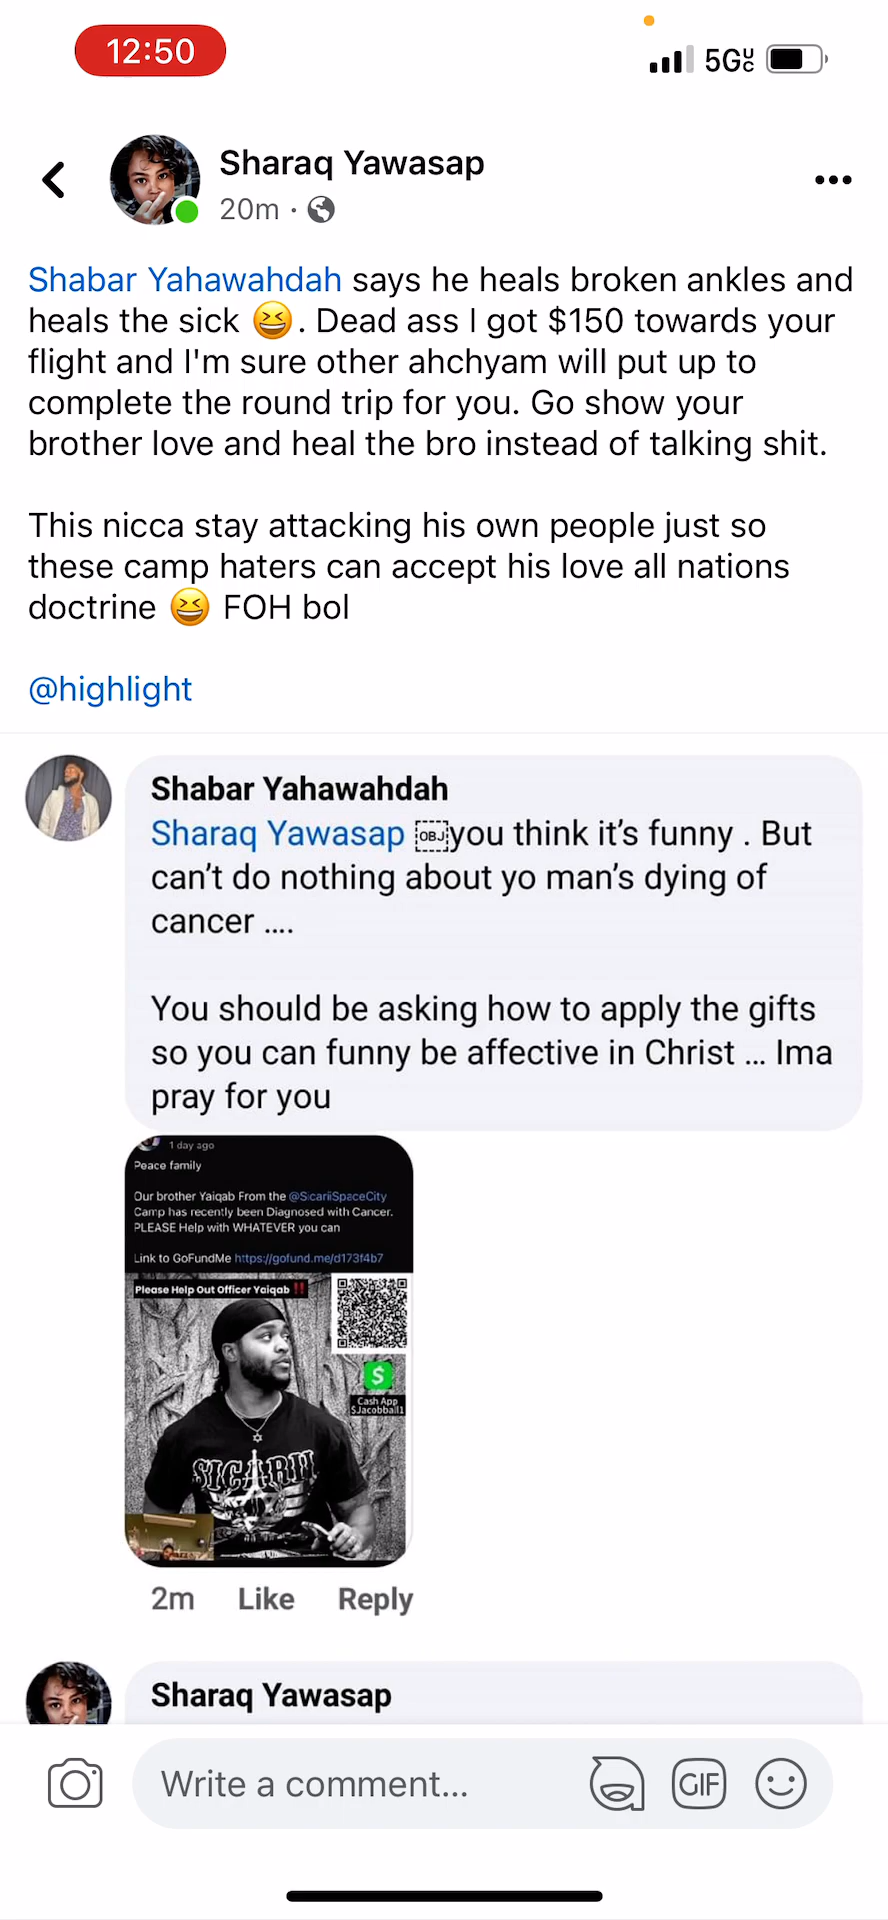 12:50
5GUC
Sharaq Yawasap
20m ·
Shabar Yahawahdah says he heals broken ankles and
heals the sick 😆. Dead ass I got $150 towards your
flight and I'm sure other ahchyam will put up to
complete the round trip for you. Go show your
brother love and heal the bro instead of talking shit.
This nicca stay attacking his own people just so
these camp haters can accept his love all nations
doctrine 😆 FOH bol
@highlight
Shabar Yahawahdah
Sharaq Yawasap OBJ you think it's funny . But
can't do nothing about yo man's dying of
cancer ....
You should be asking how to apply the gifts
so you can funny be affective in Christ ... Ima
pray for you
1 day ago
Peace family
Our brother Yaiqab From the @SicariiSpaceCity
Camp has recently been Diagnosed with Cancer.
PLEASE Help with WHATEVER you can
Link to GoFundMe https://gofund.me/d173f4b7
Please Help Out Officer Yaiqab ‼️
$
Cash App
$Jacobball1
SICARII
2m Like Reply
Sharaq Yawasap
Write a comment...
GIF